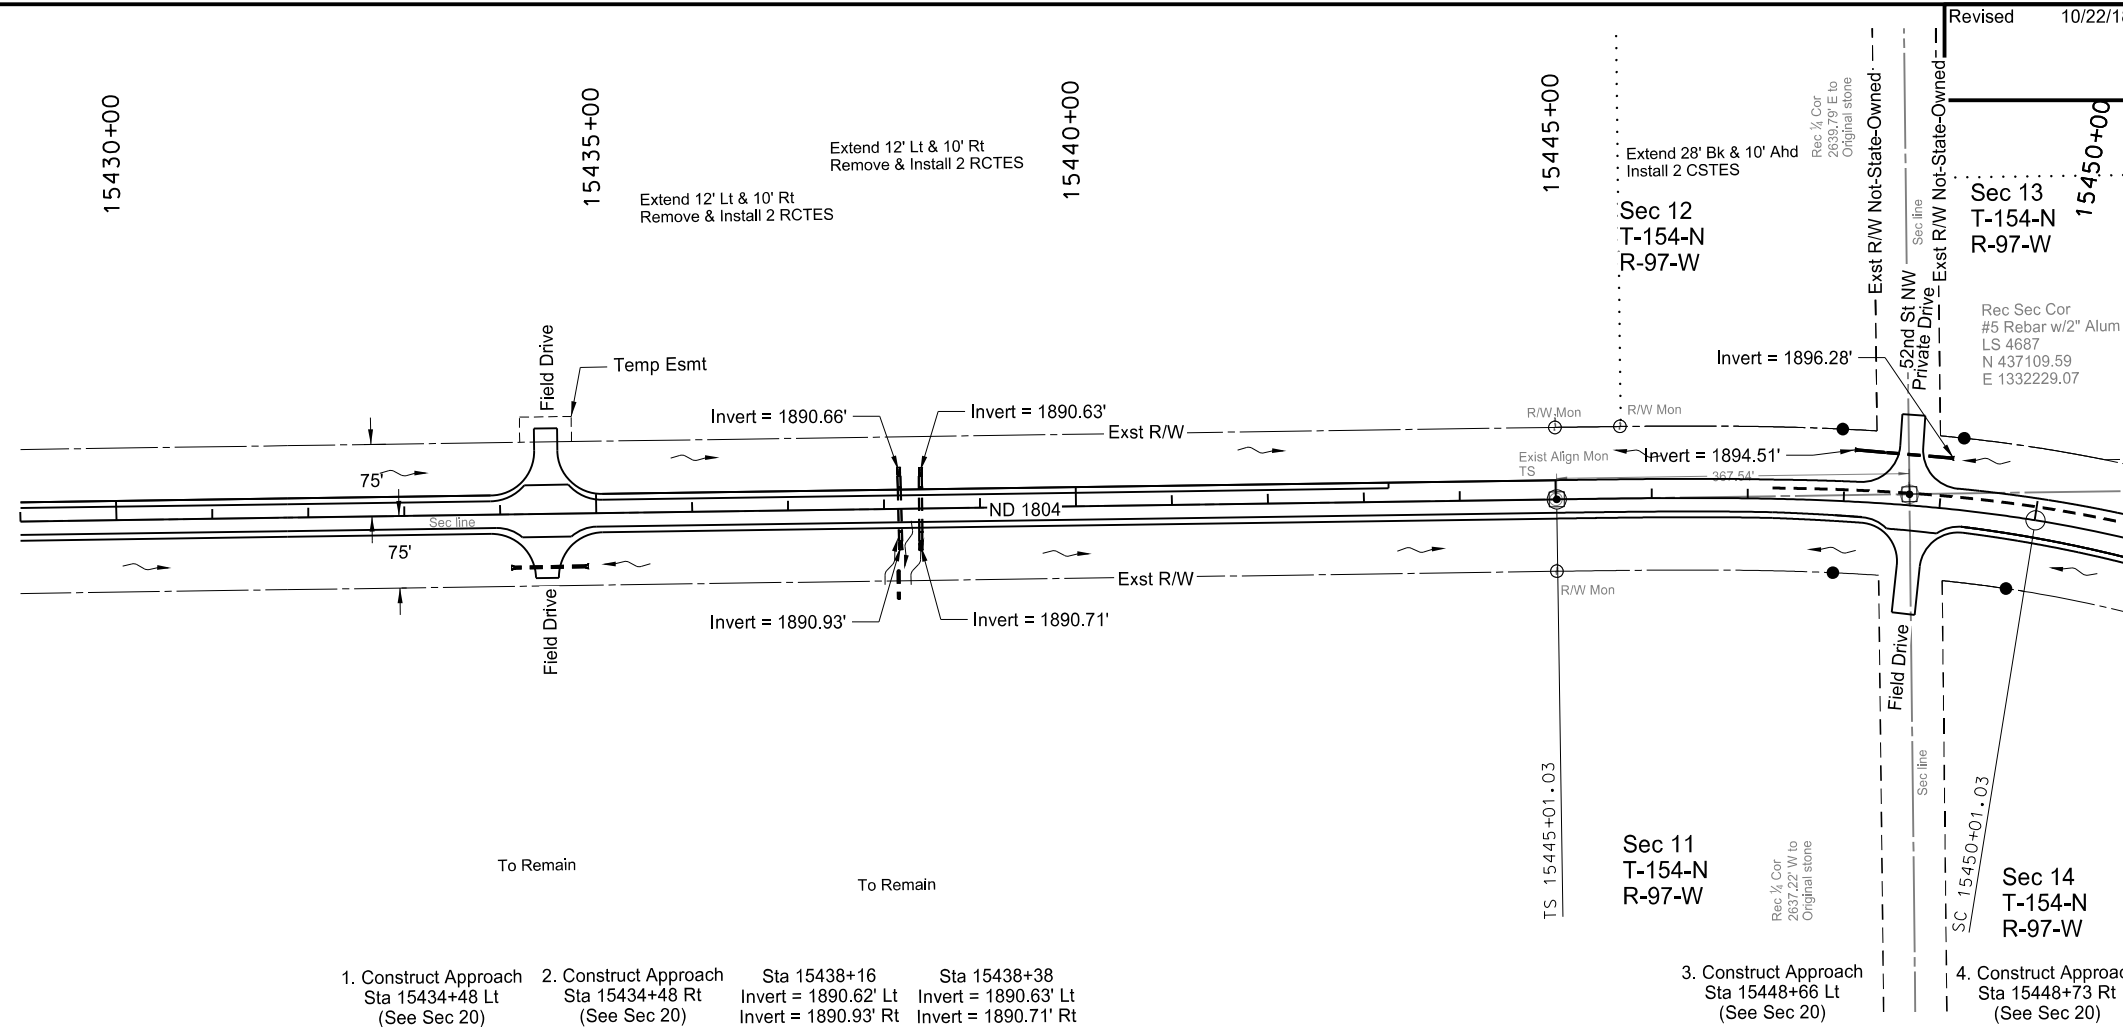 Revised 10/22/18
15430+00
15435+00
15440+00
15445+00
15450+00
Extend 12' Lt & 10' Rt
Remove & Install 2 RCTES
Extend 12' Lt & 10' Rt
Remove & Install 2 RCTES
Extend 28' Bk & 10' Ahd
Install 2 CSTES
Rec ¼ Cor
2639.79' E to
Original stone
Exst R/W Not-State-Owned
Sec line
Exst R/W Not-State-Owned
Sec 12
T-154-N
R-97-W
Sec 13
T-154-N
R-97-W
52nd St NW
Private Drive
Rec Sec Cor
#5 Rebar w/2" Alum
LS 4687
N 437109.59
E 1332229.07
Field Drive
Temp Esmt
Invert = 1890.66'
Invert = 1890.63'
Exst R/W
Invert = 1896.28'
R/W Mon
R/W Mon
Exist Align Mon
TS
Invert = 1894.51'
367.54'
75'
Sec line
ND 1804
75'
Exst R/W
R/W Mon
Field Drive
Invert = 1890.93'
Invert = 1890.71'
Field Drive
Sec line
TS 15445+01.03
SC 15450+01.03
To Remain
To Remain
Sec 11
T-154-N
R-97-W
Rec ¼ Cor
2637.22' W to
Original stone
Sec 14
T-154-N
R-97-W
1. Construct Approach
Sta 15434+48 Lt
(See Sec 20)
2. Construct Approach
Sta 15434+48 Rt
(See Sec 20)
Sta 15438+16
Invert = 1890.62' Lt
Invert = 1890.93' Rt
Sta 15438+38
Invert = 1890.63' Lt
Invert = 1890.71' Rt
3. Construct Approach
Sta 15448+66 Lt
(See Sec 20)
4. Construct Approac
Sta 15448+73 Rt
(See Sec 20)